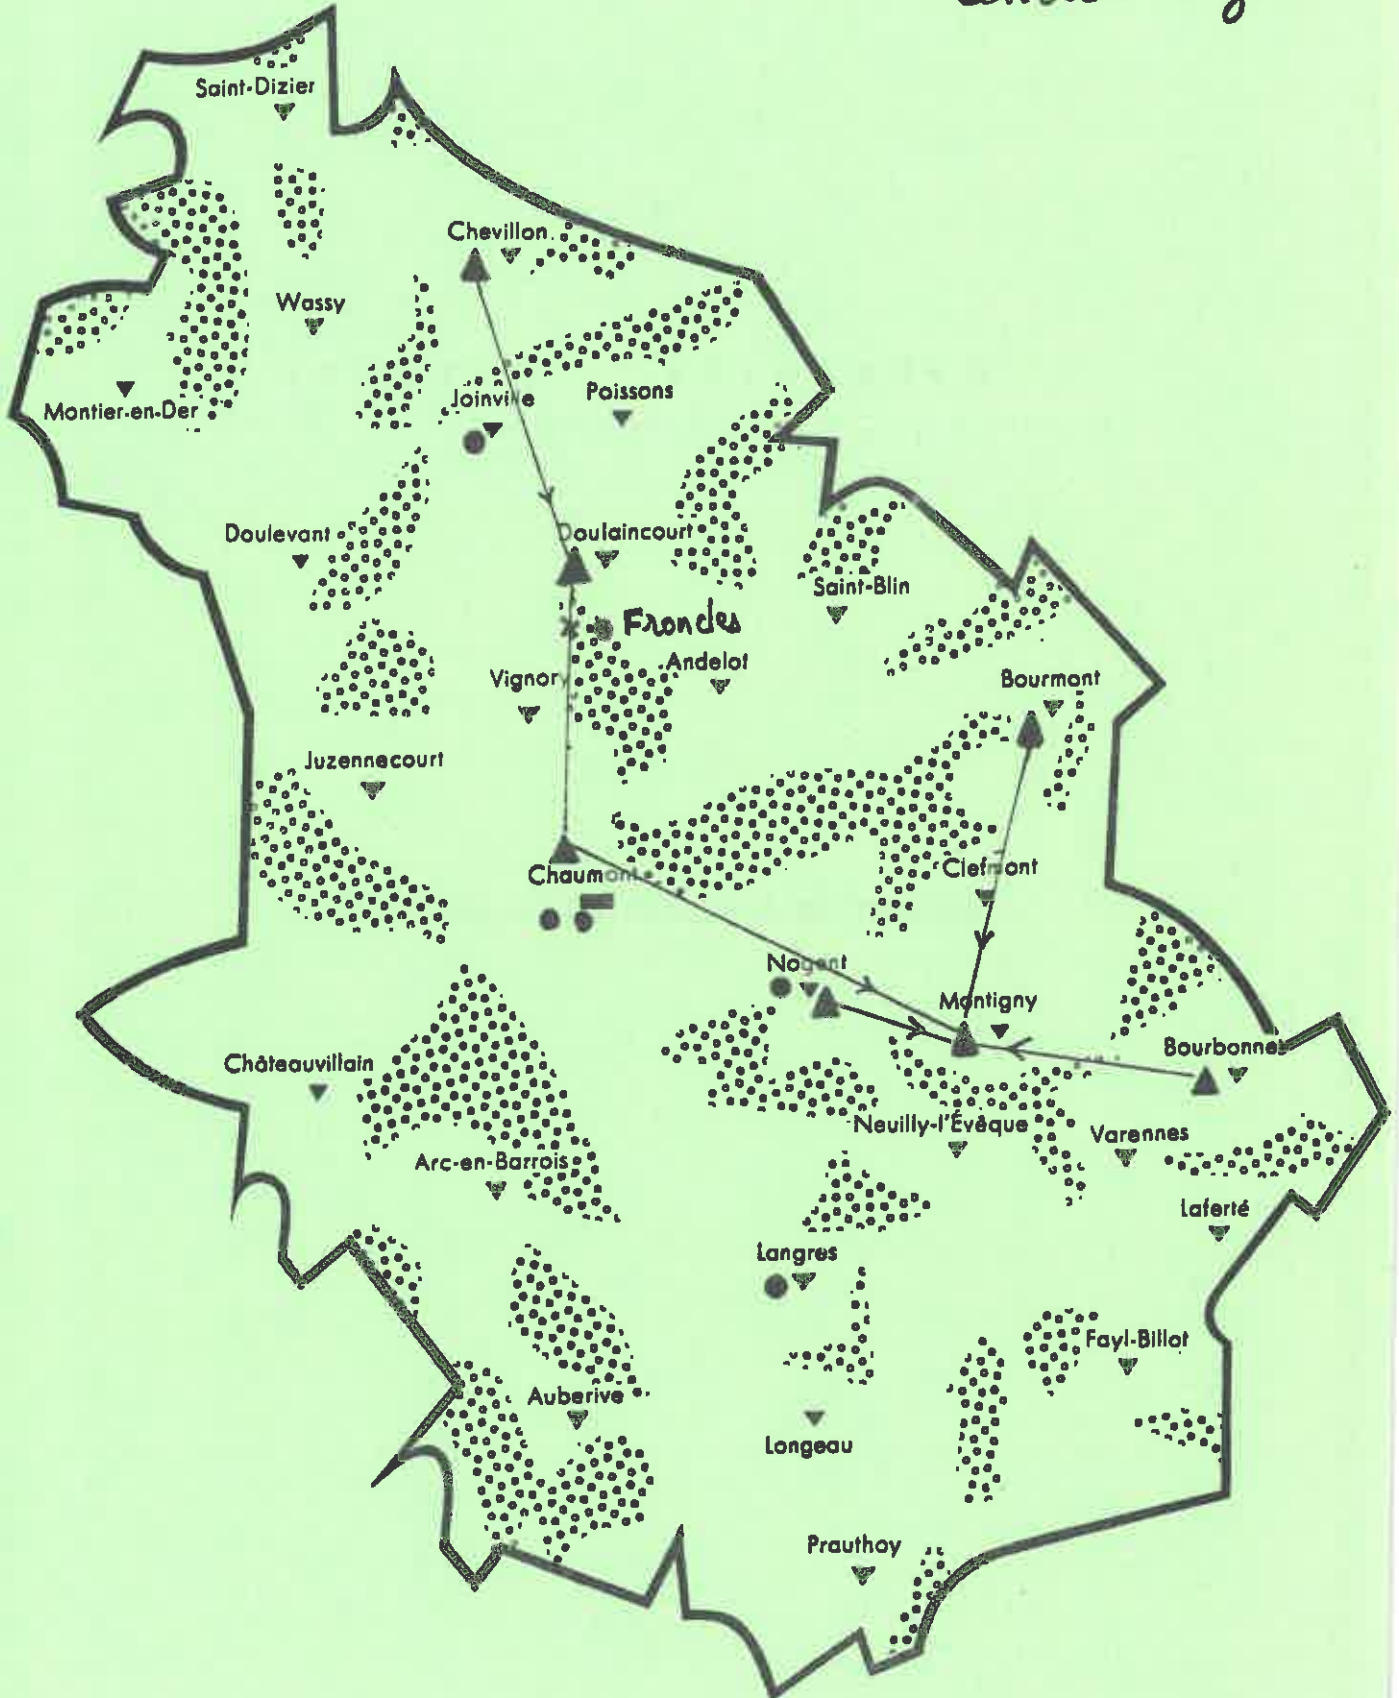 Saint-Dizier
Chevillon
Wassy
Joinville
Poissons
Montier-en-Der
Doulevant
Doulaincourt
Saint-Blin
Froncles
Andelot
Vignory
Bourmont
Juzennecourt
Clefmont
Chaumont
Nogent
Montigny
Bourbonne
Châteauvillain
Neuilly-l'Évêque
Varennes
Arc-en-Barrois
Laferté
Langres
Fayl-Billot
Auberive
Longeau
Prauthoy